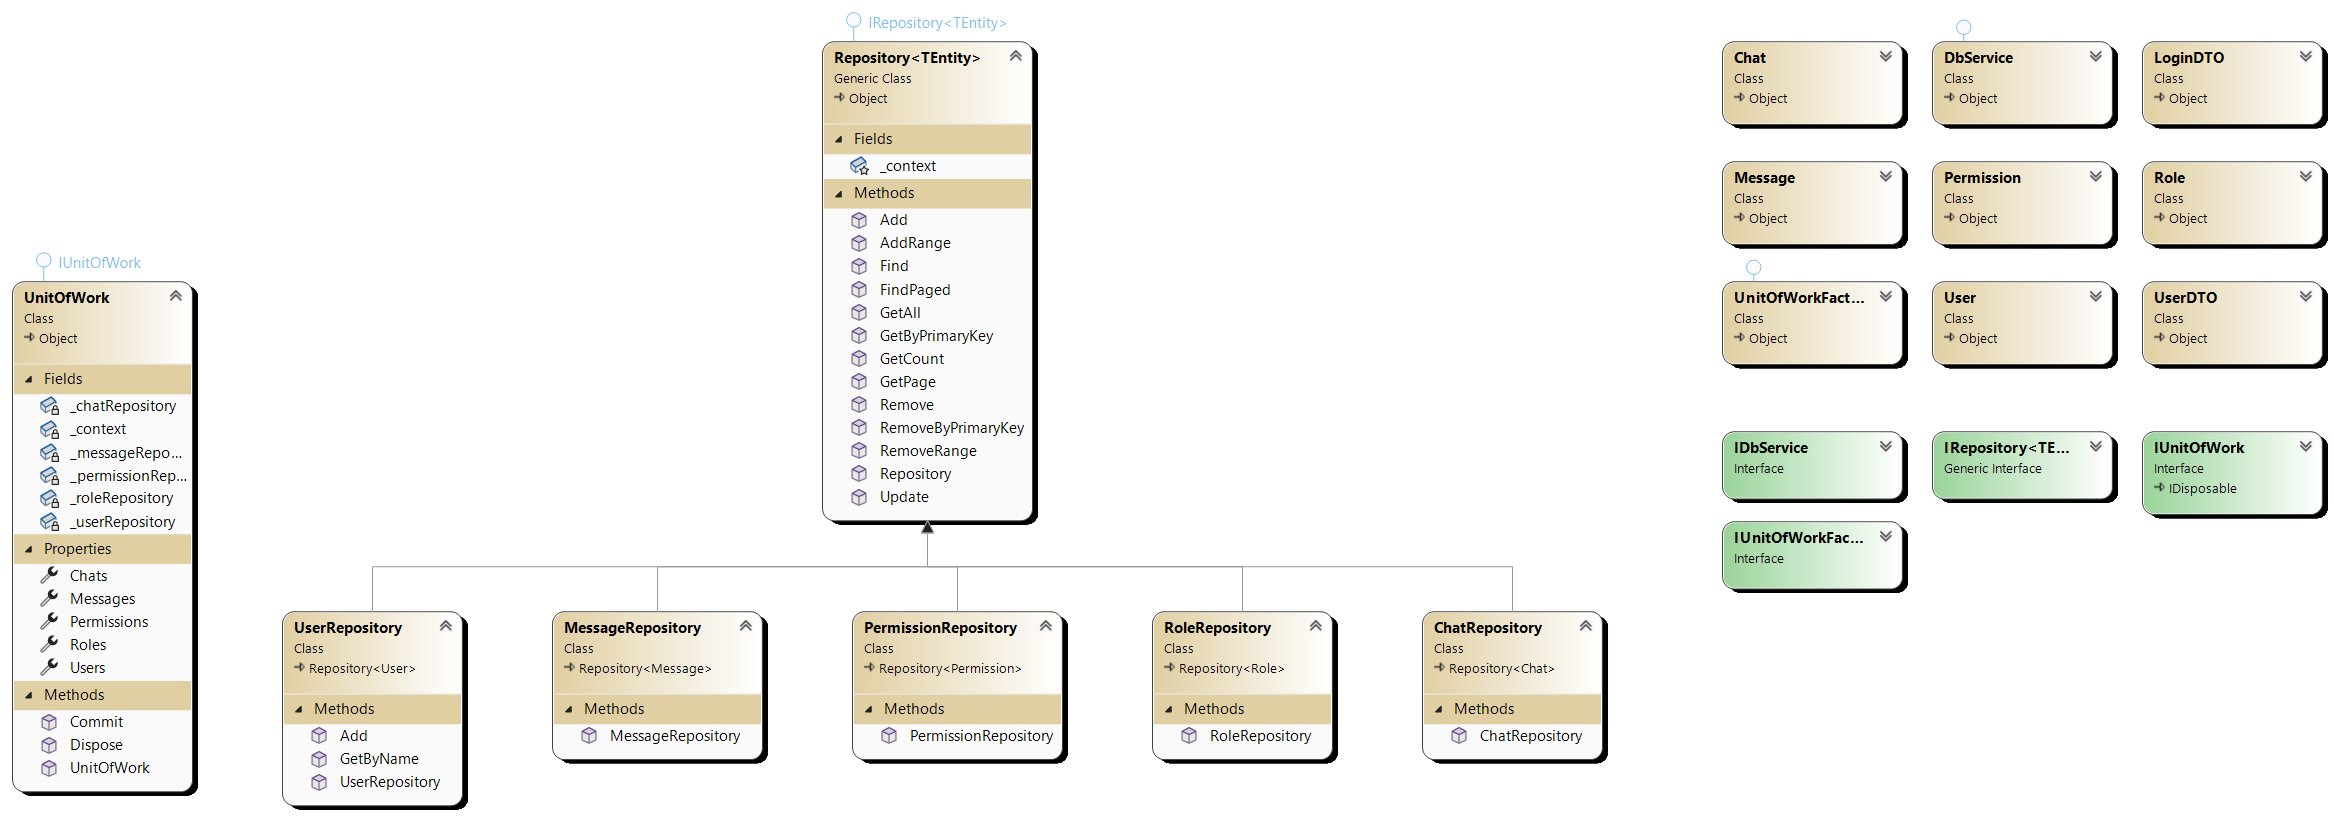 IUnitOfWork
UnitOfWork
Class
Object
Fields
_chatRepository
_context
_messageRepo...
_permissionRep...
_roleRepository
_userRepository
Properties
Chats
Messages
Permissions
Roles
Users
Methods
Commit
Dispose
UnitOfWork
IRepository<TEntity>
Repository<TEntity>
Generic Class
Object
Fields
_context
Methods
Add
AddRange
Find
FindPaged
GetAll
GetByPrimaryKey
GetCount
GetPage
Remove
RemoveByPrimaryKey
RemoveRange
Repository
Update
UserRepository
Class
Repository<User>
Methods
Add
GetByName
UserRepository
MessageRepository
Class
Repository<Message>
Methods
MessageRepository
PermissionRepository
Class
Repository<Permission>
Methods
PermissionRepository
RoleRepository
Class
Repository<Role>
Methods
RoleRepository
ChatRepository
Class
Repository<Chat>
Methods
ChatRepository
Chat
Class
Object
DbService
Class
Object
LoginDTO
Class
Object
Message
Class
Object
Permission
Class
Object
Role
Class
Object
UnitOfWorkFact...
Class
Object
User
Class
Object
UserDTO
Class
Object
IDbService
Interface
IRepository<TE...
Generic Interface
IUnitOfWork
Interface
IDisposable
IUnitOfWorkFac...
Interface